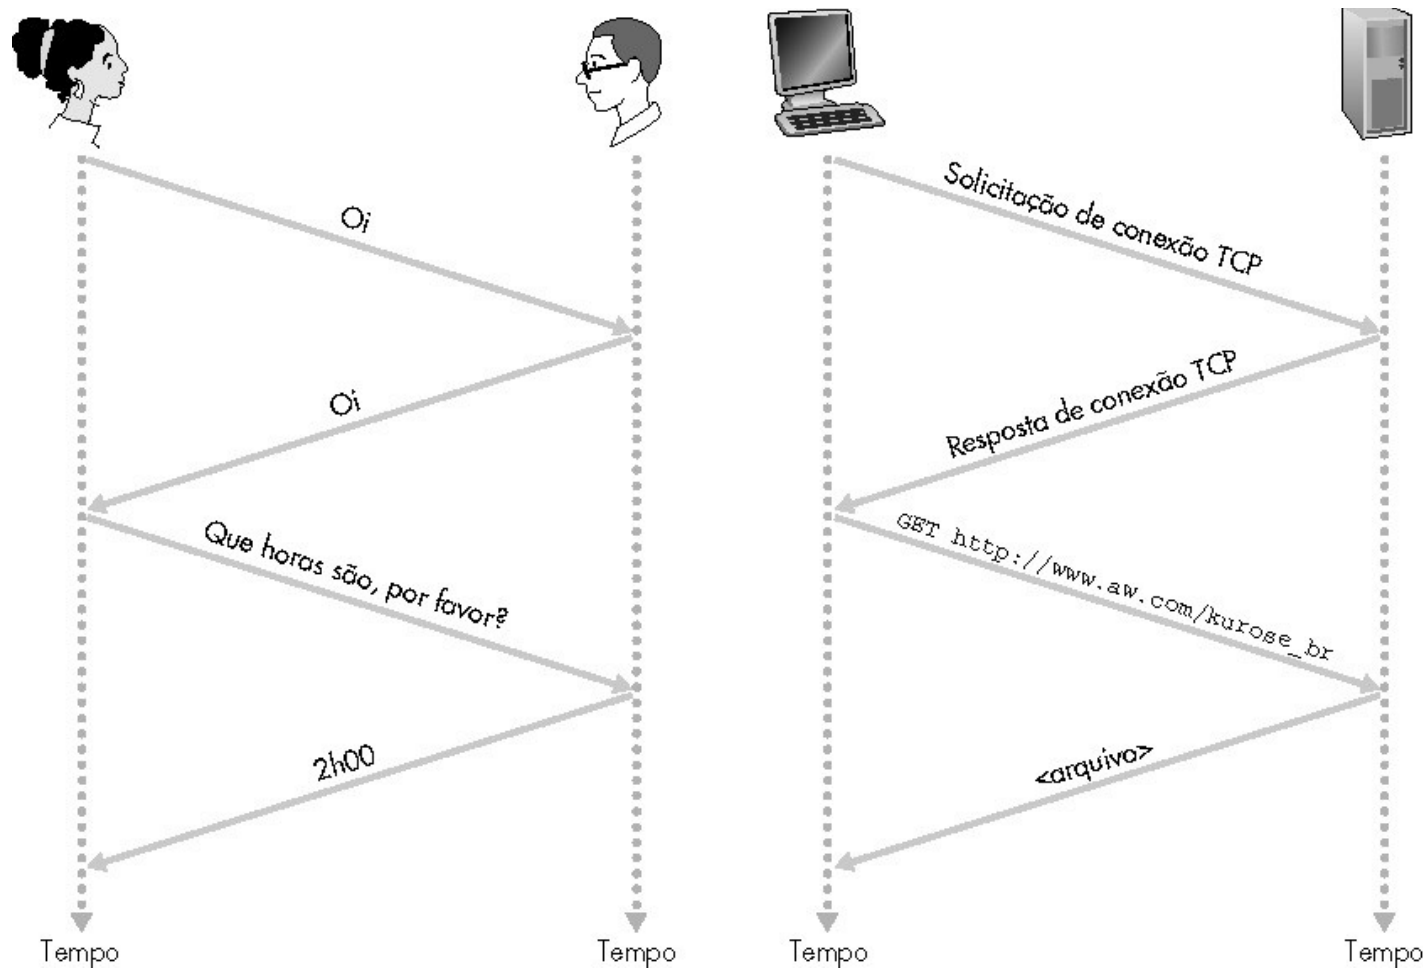 Oi
Oi
Que horas são, por favor?
2h00
Tempo
Tempo
Solicitação de conexão TCP
Resposta de conexão TCP
GET http://www.aw.com/kurose_br
<arquivo>
Tempo
Tempo